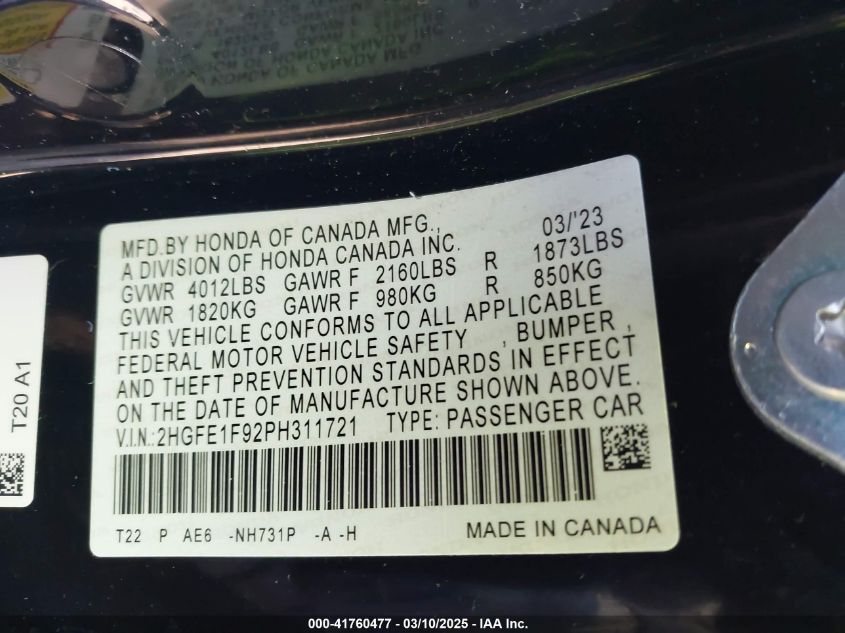 MFD.BY HONDA OF CANADA MFG., 03/'23
A DIVISION OF HONDA CANADA INC.
GVWR 4012LBS GAWR F 2160LBS R 1873LBS
GVWR 1820KG GAWR F 980KG R 850KG
THIS VEHICLE CONFORMS TO ALL APPLICABLE
FEDERAL MOTOR VEHICLE SAFETY , BUMPER ,
AND THEFT PREVENTION STANDARDS IN EFFECT
ON THE DATE OF MANUFACTURE SHOWN ABOVE.
V.I.N.:2HGFE1F92PH311721 TYPE: PASSENGER CAR
T22 P AE6 -NH731P -A -H MADE IN CANADA
T20 A1
000-41760477 — 03/10/2025 — IAA Inc.